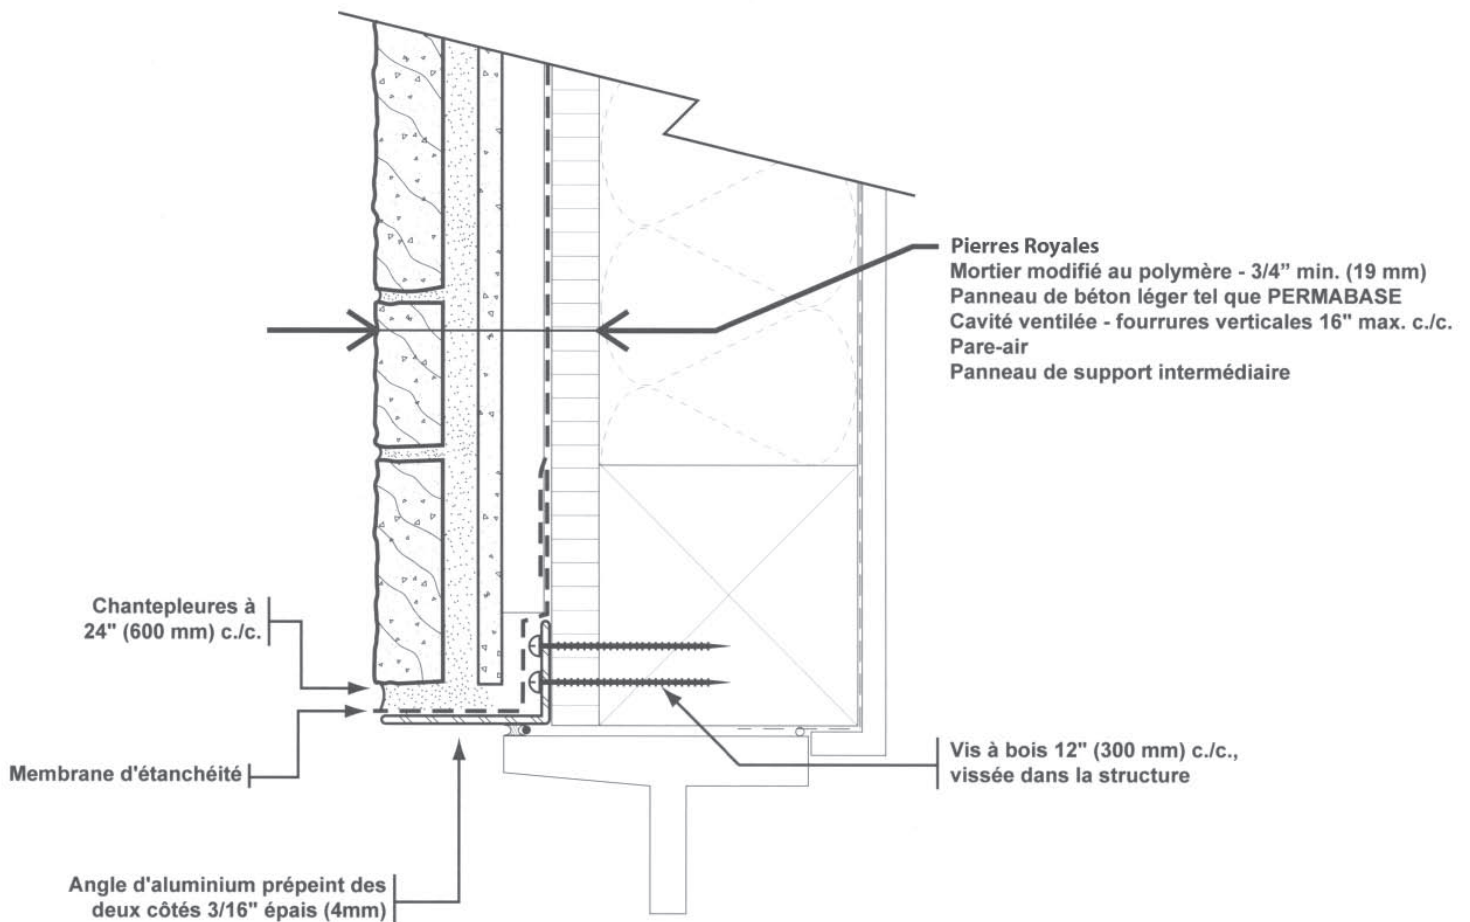 Pierres Royales
Mortier modifié au polymère - 3/4” min. (19 mm)
Panneau de béton léger tel que PERMABASE
Cavité ventilée - fourrures verticales 16" max. c./c.
Pare-air
Panneau de support intermédiaire
Chantepleures à
24" (600 mm) c./c.
Membrane d'étanchéité
Vis à bois 12" (300 mm) c./c.,
vissée dans la structure
Angle d'aluminium prépeint des
deux côtés 3/16" épais (4mm)